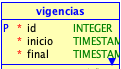 vigencias
P * id INTEGER
* inicio TIMESTAM
* final TIMESTAM